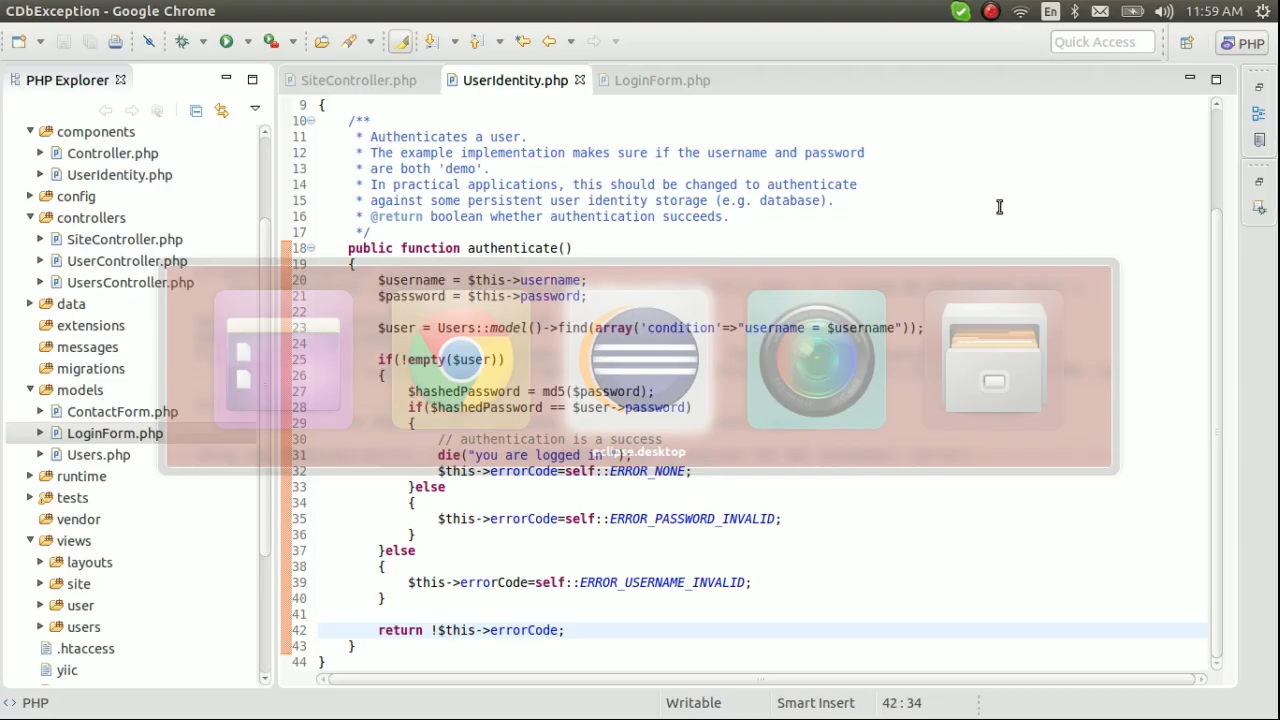 CDbException - Google Chrome
En
11:59 AM
Quick Access
PHP
PHP Explorer
SiteController.php
UserIdentity.php
LoginForm.php
components
Controller.php
UserIdentity.php
config
controllers
SiteController.php
UserController.php
UsersController.php
data
extensions
messages
migrations
models
ContactForm.php
LoginForm.php
Users.php
runtime
tests
vendor
views
layouts
site
user
users
.htaccess
yiic
9 {
10 /**
11 * Authenticates a user.
12 * The example implementation makes sure if the username and password
13 * are both 'demo'.
14 * In practical applications, this should be changed to authenticate
15 * against some persistent user identity storage (e.g. database).
16 * @return boolean whether authentication succeeds.
17 */
18 public function authenticate()
19 {
20 $username = $this->username;
21 $password = $this->password;
22
23 $user = Users::model()->find(array('condition'=>"username = $username"));
24
25 if(!empty($user))
26 {
27 $hashedPassword = md5($password);
28 if($hashedPassword == $user->password)
29 {
30 // authentication is a success
31 die("you are logged in");
32 $this->errorCode=self::ERROR_NONE;
33 }else
34 {
35 $this->errorCode=self::ERROR_PASSWORD_INVALID;
36 }
37 }else
38 {
39 $this->errorCode=self::ERROR_USERNAME_INVALID;
40 }
41
42 return !$this->errorCode;
43 }
44 }
eclipse.desktop
PHP
Writable
Smart Insert
42 : 34